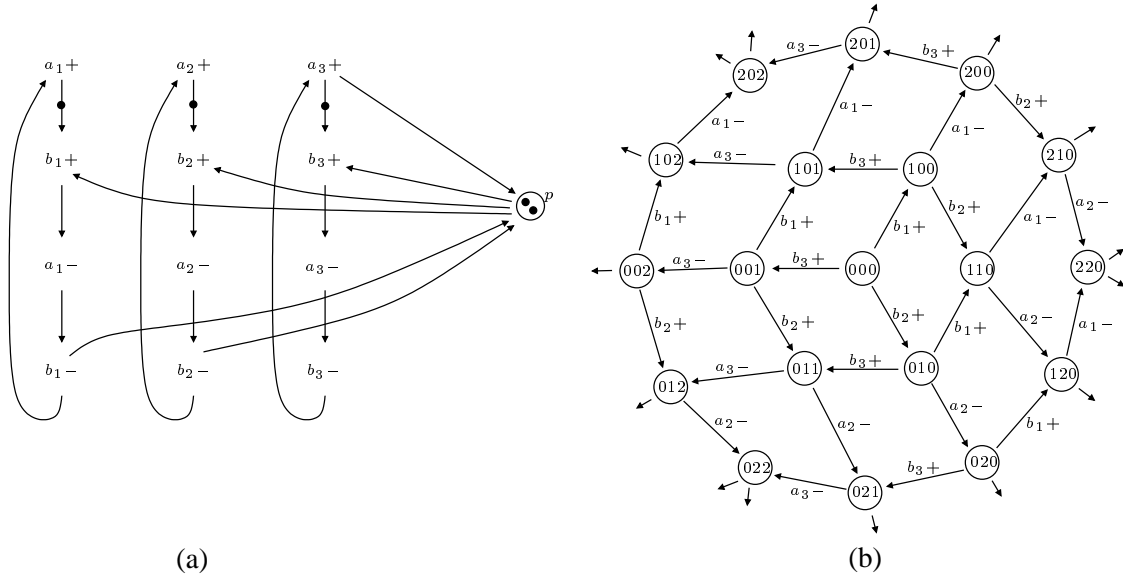 a1+ a2+ a3+
b1+ b2+ b3+
p
a1− a2− a3−
b1− b2− b3−
(a)
201
a3− b3+
202 200
b2+
a1− a1− a1−
210
102 a3− 101 b3+ 100
a2−
b1+ b1+ b1+ b2+ a1−
002 a3− 001 b3+ 000 110 220
b2+ b2+ b2+ b1+ a2− a1−
012 a3− 011 b3+ 010 120
a2− a2− a2− b1+
022 a3− 021 b3+ 020
(b)